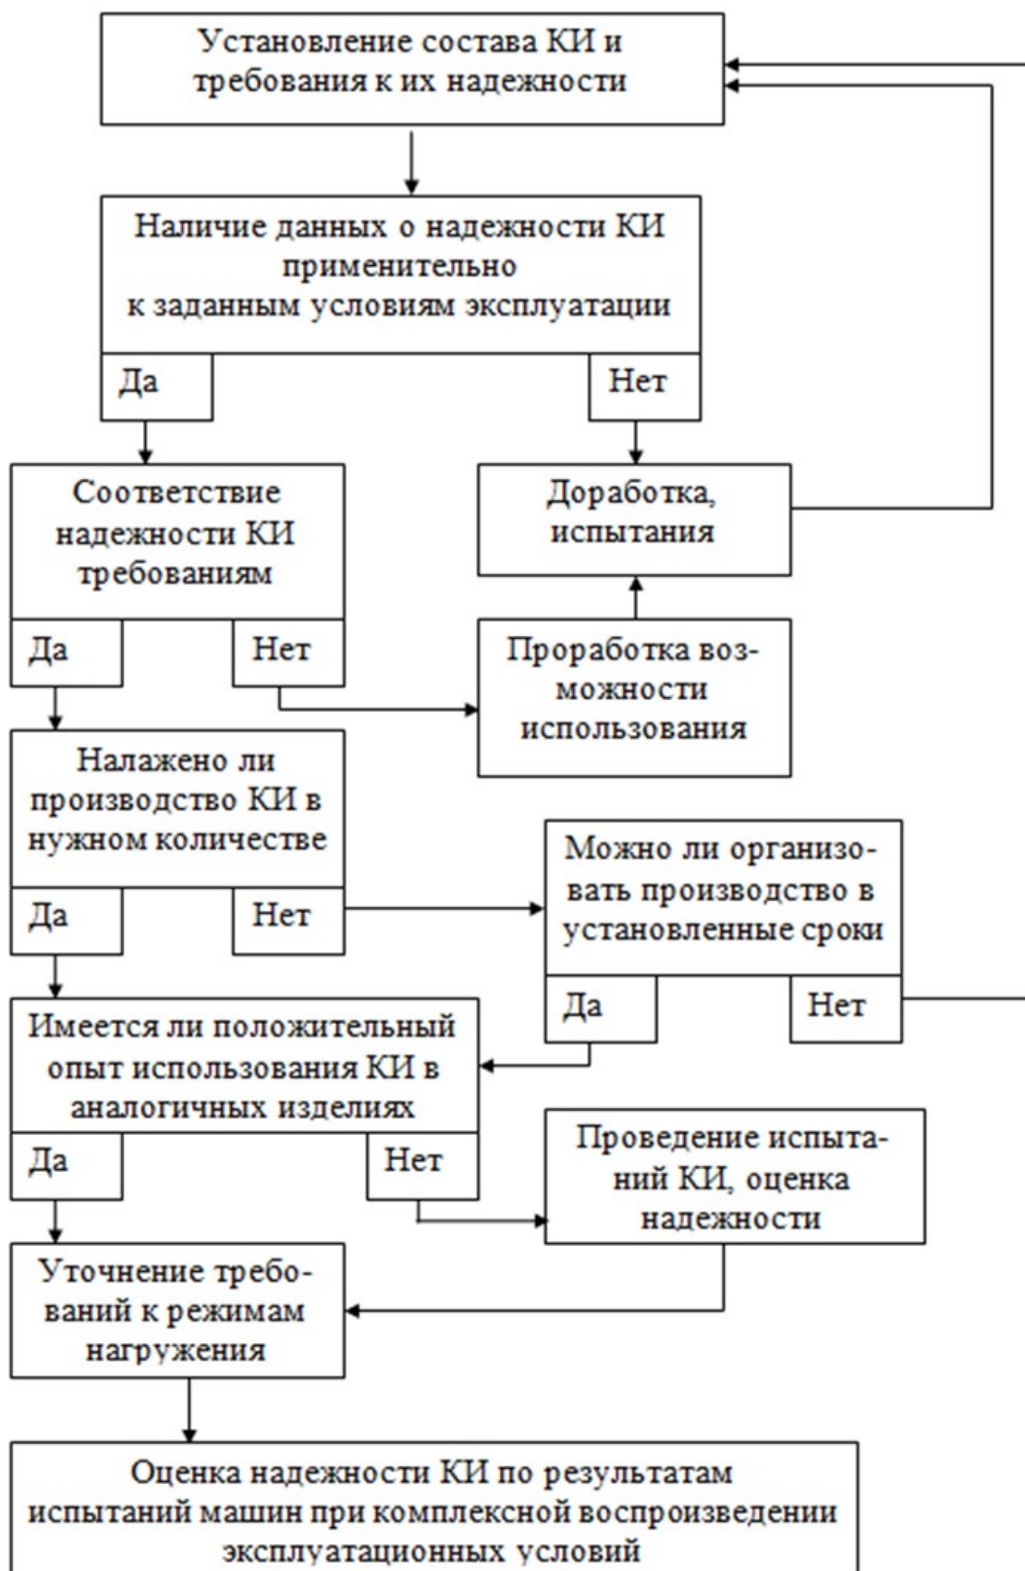 Установление состава КИ и
требования к их надежности
Наличие данных о надежности КИ
применительно
к заданным условиям эксплуатации
Да
Нет
Соответствие
надежности КИ
требованиям
Да
Нет
Доработка,
испытания
Проработка воз-
можности
использования
Налажено ли
производство КИ в
нужном количестве
Да
Нет
Можно ли организо-
вать производство в
установленные сроки
Да
Нет
Имеется ли положительный
опыт использования КИ в
аналогичных изделиях
Да
Нет
Проведение испыта-
ний КИ, оценка
надежности
Уточнение требо-
ваний к режимам
нагружения
Оценка надежности КИ по результатам
испытаний машин при комплексной воспроизведении
эксплуатационных условий